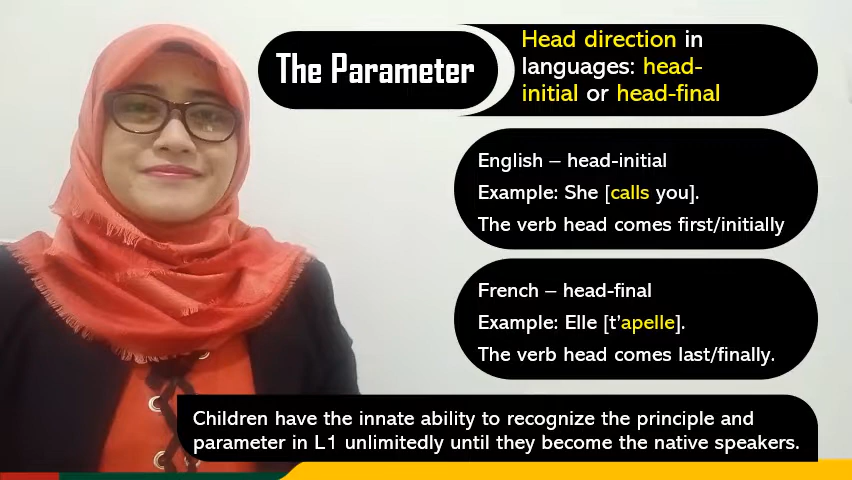 The Parameter
Head direction in
languages: head-
initial or head-final
English – head-initial
Example: She [calls you].
The verb head comes first/initially
French – head-final
Example: Elle [t'apelle].
The verb head comes last/finally.
Children have the innate ability to recognize the principle and
parameter in L1 unlimitedly until they become the native speakers.